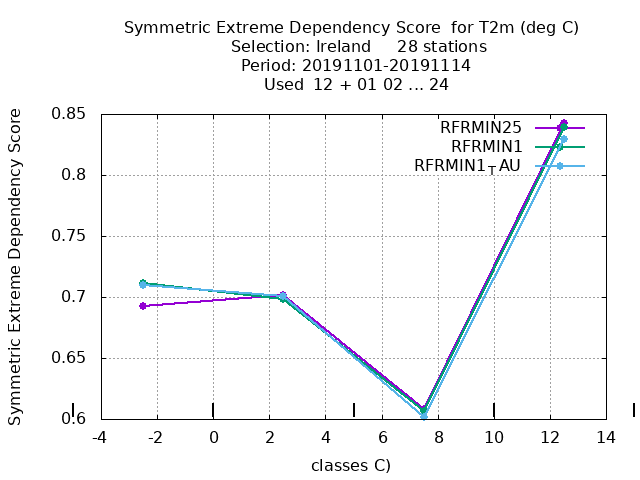 Symmetric Extreme Dependency Score for T2m (deg C)
Selection: Ireland 28 stations
Period: 20191101-20191114
Used 12 + 01 02 ... 24
Symmetric Extreme Dependency Score
0.85
0.8
0.75
0.7
0.65
0.6
RFRMIN25
RFRMIN1
RFRMIN1TAU
-4 -2 0 2 4 6 8 10 12 14
classes C)